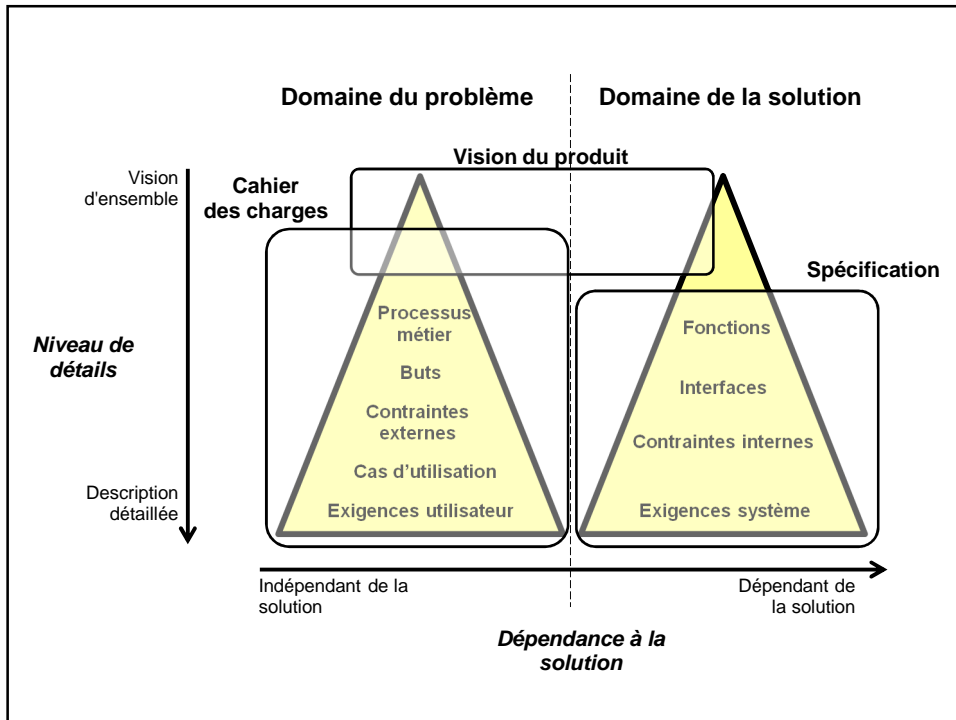 Domaine du problème
Domaine de la solution
Vision du produit
Vision
d'ensemble
Cahier
des charges
Spécification
Processus
métier
Fonctions
Niveau de
détails
Buts
Interfaces
Contraintes
externes
Contraintes internes
Cas d’utilisation
Description
détaillée
Exigences utilisateur
Exigences système
Indépendant de la
solution
Dépendant de
la solution
Dépendance à la
solution